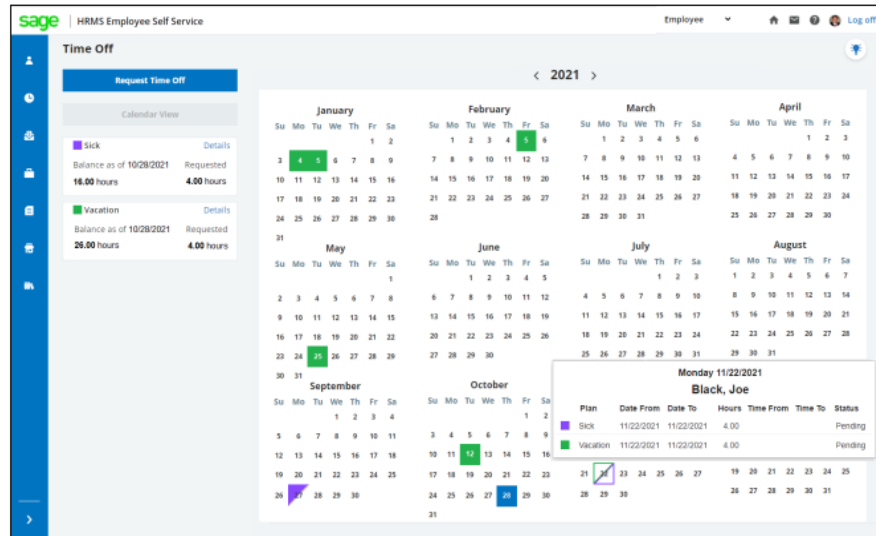 sage
HRMS Employee Self Service
Employee
Log off
Time Off
Request Time Off
Calendar View
Sick Details
Balance as of 10/28/2021 Requested
16.00 hours 4.00 hours
Vacation Details
Balance as of 10/28/2021 Requested
26.00 hours 4.00 hours
< 2021 >
January
Su Mo Tu We Th Fr Sa
1 2
3 4 5 6 7 8 9
10 11 12 13 14 15 16
17 18 19 20 21 22 23
24 25 26 27 28 29 30
31
February
Su Mo Tu We Th Fr Sa
1 2 3 4 5 6
7 8 9 10 11 12 13
14 15 16 17 18 19 20
21 22 23 24 25 26 27
28
March
Su Mo Tu We Th Fr Sa
1 2 3 4 5 6
7 8 9 10 11 12 13
14 15 16 17 18 19 20
21 22 23 24 25 26 27
28 29 30 31
April
Su Mo Tu We Th Fr Sa
1 2 3
4 5 6 7 8 9 10
11 12 13 14 15 16 17
18 19 20 21 22 23 24
25 26 27 28 29 30
May
Su Mo Tu We Th Fr Sa
1
2 3 4 5 6 7 8
9 10 11 12 13 14 15
16 17 18 19 20 21 22
23 24 25 26 27 28 29
30 31
June
Su Mo Tu We Th Fr Sa
1 2 3 4 5
6 7 8 9 10 11 12
13 14 15 16 17 18 19
20 21 22 23 24 25 26
27 28 29 30
July
Su Mo Tu We Th Fr Sa
1 2 3
4 5 6 7 8 9 10
11 12 13 14 15 16 17
18 19 20 21 22 23 24
25 26 27 28 29 30 31
August
Su Mo Tu We Th Fr Sa
1 2 3 4 5 6 7
8 9 10 11 12 13 14
15 16 17 18 19 20 21
22 23 24 25 26 27 28
29 30 31
September
Su Mo Tu We Th Fr Sa
1 2 3 4
5 6 7 8 9 10 11
12 13 14 15 16 17 18
19 20 21 22 23 24 25
26 27 28 29 30
October
Su Mo Tu We Th Fr Sa
1 2
3 4 5 6 7 8 9
10 11 12 13 14 15 16
17 18 19 20 21 22 23
24 25 26 27 28 29 30
31
Monday 11/22/2021
Black, Joe
Plan Date From Date To Hours Time From Time To Status
Sick 11/22/2021 11/22/2021 4.00 Pending
Vacation 11/22/2021 11/22/2021 4.00 Pending
21 22 23 24 25 26 27
28 29 30
19 20 21 22 23 24 25
26 27 28 29 30 31